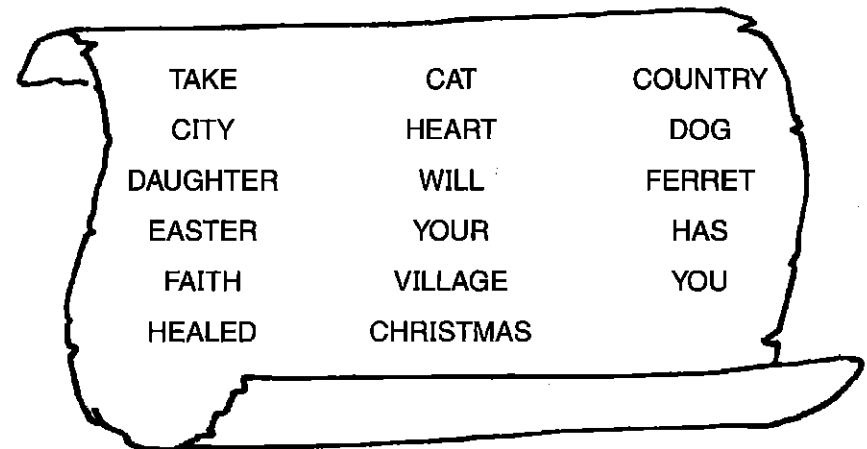 TAKE CAT COUNTRY
CITY HEART DOG
DAUGHTER WILL FERRET
EASTER YOUR HAS
FAITH VILLAGE YOU
HEALED CHRISTMAS